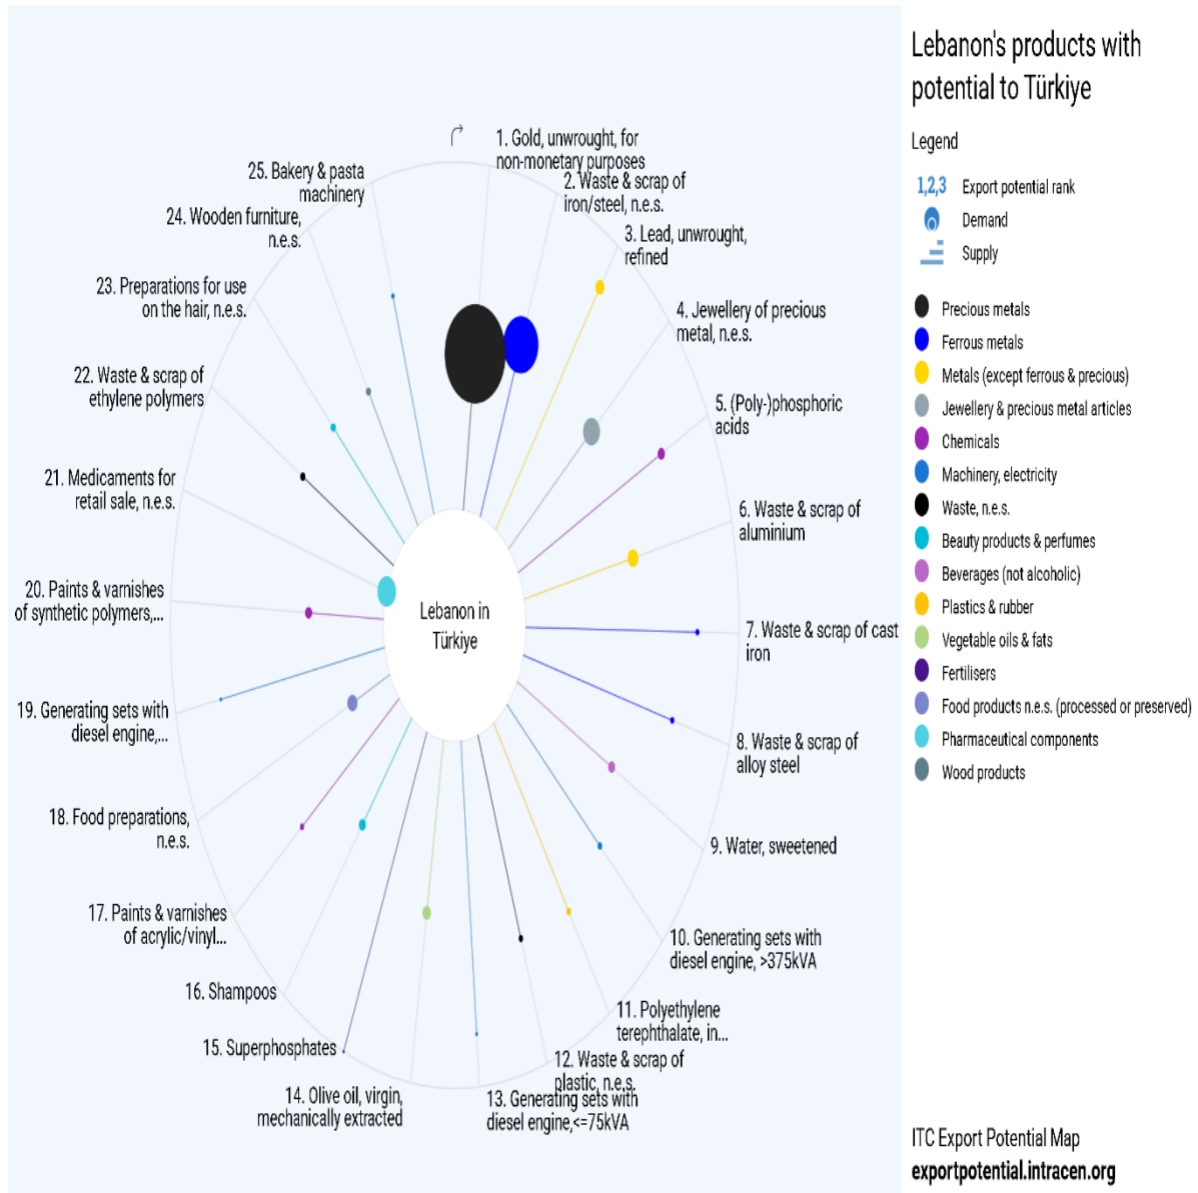 Lebanon's products with
potential to Türkiye
Legend
1,2,3 Export potential rank
Demand
Supply
Precious metals
Ferrous metals
Metals (except ferrous & precious)
Jewellery & precious metal articles
Chemicals
Machinery, electricity
Waste, n.e.s.
Beauty products & perfumes
Beverages (not alcoholic)
Plastics & rubber
Vegetable oils & fats
Fertilisers
Food products n.e.s. (processed or preserved)
Pharmaceutical components
Wood products
1. Gold, unwrought, for
non-monetary purposes
2. Waste & scrap of
iron/steel, n.e.s.
3. Lead, unwrought,
refined
4. Jewellery of precious
metal, n.e.s.
5. (Poly-)phosphoric
acids
6. Waste & scrap of
aluminium
7. Waste & scrap of cast
iron
8. Waste & scrap of
alloy steel
9. Water, sweetened
10. Generating sets with
diesel engine, >375kVA
11. Polyethylene
terephthalate, in...
12. Waste & scrap of
plastic, n.e.s.
13. Generating sets with
diesel engine,<=75kVA
14. Olive oil, virgin,
mechanically extracted
15. Superphosphates
16. Shampoos
17. Paints & varnishes
of acrylic/vinyl...
18. Food preparations,
n.e.s.
19. Generating sets with
diesel engine,...
20. Paints & varnishes
of synthetic polymers,...
21. Medicaments for
retail sale, n.e.s.
22. Waste & scrap of
ethylene polymers
23. Preparations for use
on the hair, n.e.s.
24. Wooden furniture,
n.e.s.
25. Bakery & pasta
machinery
Lebanon in
Türkiye
ITC Export Potential Map
exportpotential.intracen.org